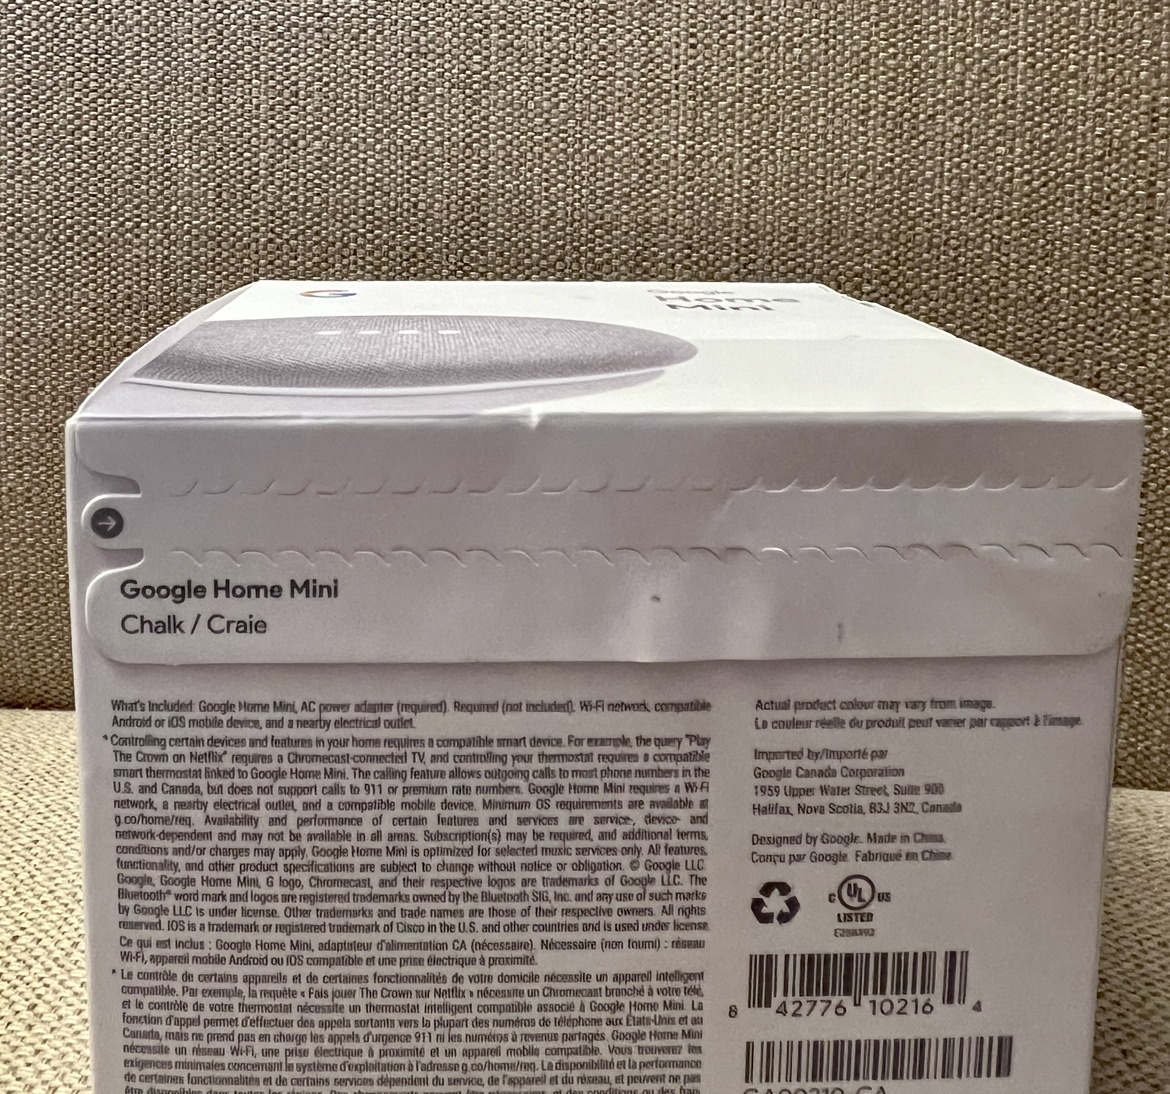 Google
Home
Mini
Google Home Mini
Chalk / Craie
What's Included: Google Home Mini, AC power adapter (required). Required (not included): Wi-Fi network, compatible
Android or iOS mobile device, and a nearby electrical outlet.
* Controlling certain devices and features in your home requires a compatible smart device. For example, the query "Play
The Crown on Netflix" requires a Chromecast-connected TV, and controlling your thermostat requires a compatible
smart thermostat linked to Google Home Mini. The calling feature allows outgoing calls to most phone numbers in the
U.S. and Canada, but does not support calls to 911 or premium rate numbers. Google Home Mini requires a Wi-Fi
network, a nearby electrical outlet, and a compatible mobile device. Minimum OS requirements are available at
g.co/home/req. Availability and performance of certain features and services are service-, device- and
network-dependent and may not be available in all areas. Subscription(s) may be required, and additional terms,
conditions and/or charges may apply. Google Home Mini is optimized for selected music services only. All features,
functionality, and other product specifications are subject to change without notice or obligation. © Google LLC
Google, Google Home Mini, G logo, Chromecast, and their respective logos are trademarks of Google LLC. The
Bluetooth® word mark and logos are registered trademarks owned by the Bluetooth SIG, Inc. and any use of such marks
by Google LLC is under license. Other trademarks and trade names are those of their respective owners. All rights
reserved. IOS is a trademark or registered trademark of Cisco in the U.S. and other countries and is used under license.
Ce qui est inclus : Google Home Mini, adaptateur d'alimentation CA (nécessaire). Nécessaire (non fourni) : réseau
Wi-Fi, appareil mobile Android ou iOS compatible et une prise électrique à proximité.
* Le contrôle de certains appareils et de certaines fonctionnalités de votre domicile nécessite un appareil intelligent
compatible. Par exemple, la requête « Fais jouer The Crown sur Netflix » nécessite un Chromecast branché à votre télé,
et le contrôle de votre thermostat nécessite un thermostat intelligent compatible associé à Google Home Mini. La
fonction d'appel permet d'effectuer des appels sortants vers la plupart des numéros de téléphone aux États-Unis et au
Canada, mais ne prend pas en charge les appels d'urgence 911 ni les numéros à revenus partagés. Google Home Mini
nécessite un réseau Wi-Fi, une prise électrique à proximité et un appareil mobile compatible. Vous trouverez les
exigences minimales concernant le système d'exploitation à l'adresse g.co/home/req. La disponibilité et la performance
de certaines fonctionnalités et de certains services dépendent du service, de l'appareil et du réseau, et peuvent ne pas
Actual product colour may vary from image.
La couleur réelle du produit peut varier par rapport à l'image.
Imported by/Importé par
Google Canada Corporation
1959 Upper Water Street, Suite 900
Halifax, Nova Scotia, B3J 3N2, Canada
Designed by Google. Made in China.
Conçu par Google. Fabriqué en Chine.
C UL US
LISTED
8 42776 10216 4